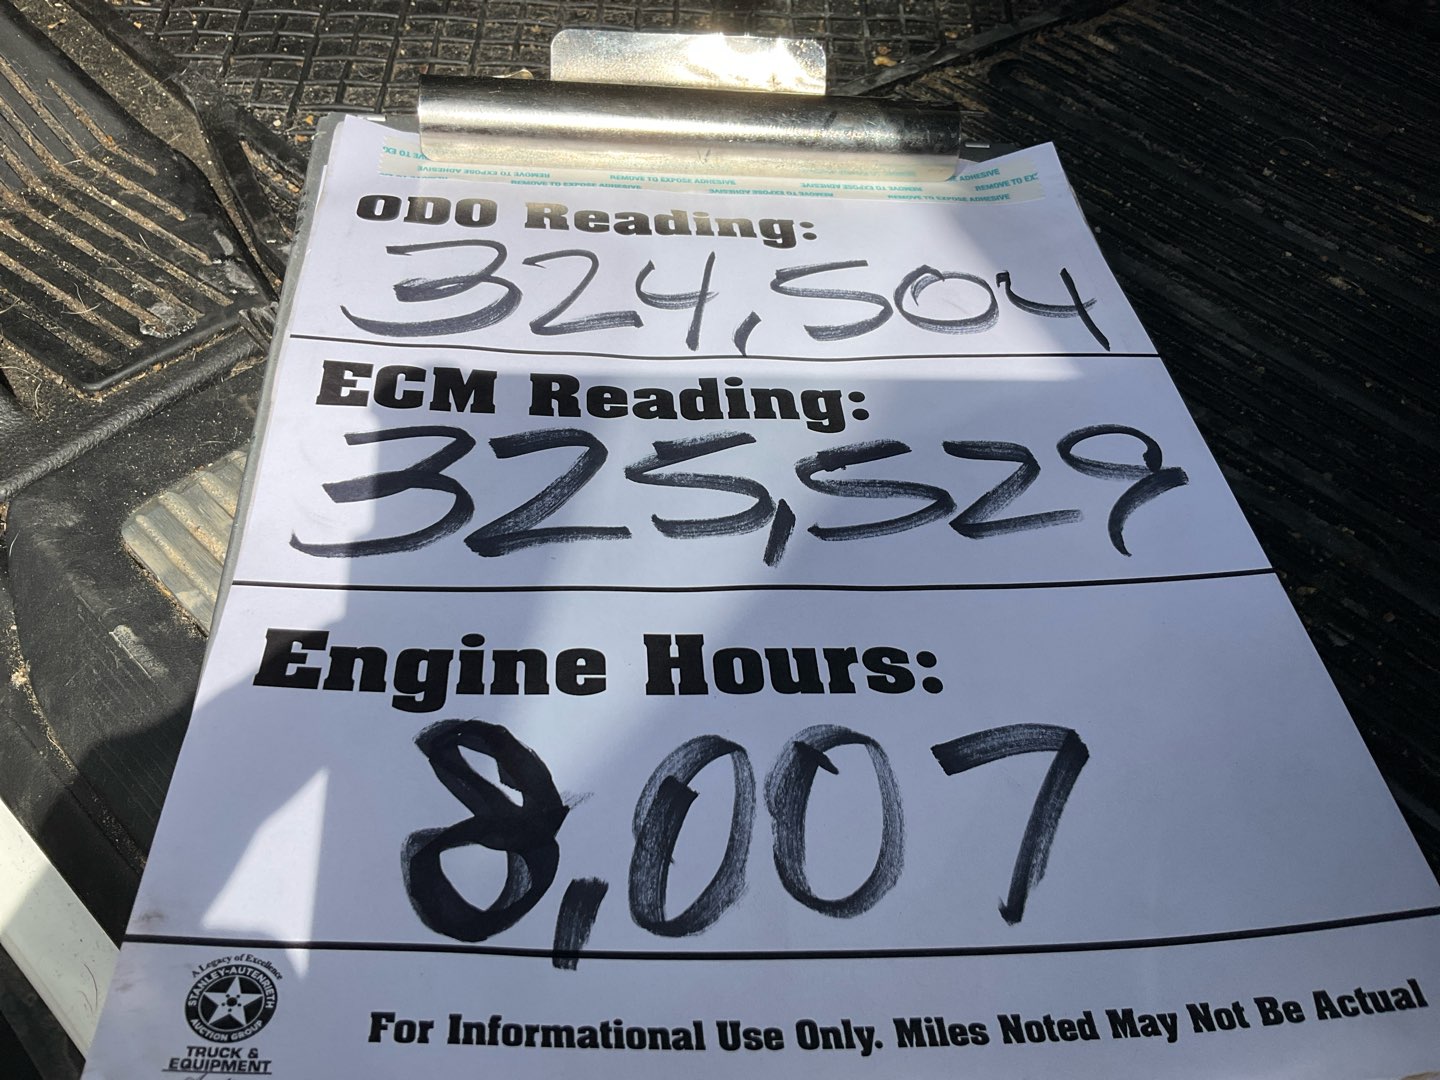 REMOVE TO EXPOSE ADHESIVE
ODO Reading:
324,504
ECM Reading:
325,529
Engine Hours:
8,007
A Legacy of Excellence
STANLEY-AUTENRIETH
AUCTION GROUP
TRUCK &
EQUIPMENT
For Informational Use Only. Miles Noted May Not Be Actual